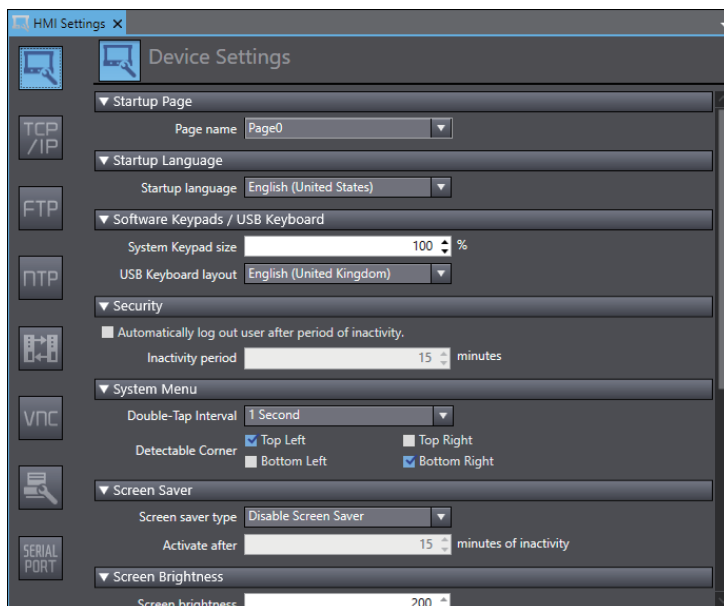 HMI Settings
Device Settings
TCP
/IP
FTP
NTP
VNC
SERIAL
PORT
Startup Page
Page name Page0
Startup Language
Startup language English (United States)
Software Keypads / USB Keyboard
System Keypad size 100 %
USB Keyboard layout English (United Kingdom)
Security
Automatically log out user after period of inactivity.
Inactivity period 15 minutes
System Menu
Double-Tap Interval 1 Second
Detectable Corner Top Left Top Right
Bottom Left Bottom Right
Screen Saver
Screen saver type Disable Screen Saver
Activate after 15 minutes of inactivity
Screen Brightness
Screen brightness 200